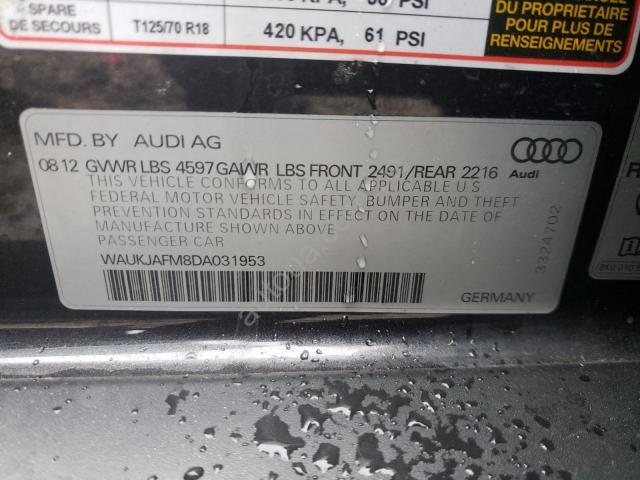 SPARE
DE SECOURS
T125/70 R18
KPA,
PSI
420 KPA, 61 PSI
DU PROPRIÉTAIRE
POUR PLUS DE
RENSEIGNEMENTS
MFD. BY AUDI AG
08 12 GVWR LBS 4597 GAWR LBS FRONT 2491/REAR 2216
THIS VEHICLE CONFORMS TO ALL APPLICABLE U S
FEDERAL MOTOR VEHICLE SAFETY, BUMPER AND THEFT
PREVENTION STANDARDS IN EFFECT ON THE DATE OF
MANUFACTURE SHOWN ABOVE
PASSENGER CAR
WAUKJAFM8DA031953
GERMANY
Audi
3324702